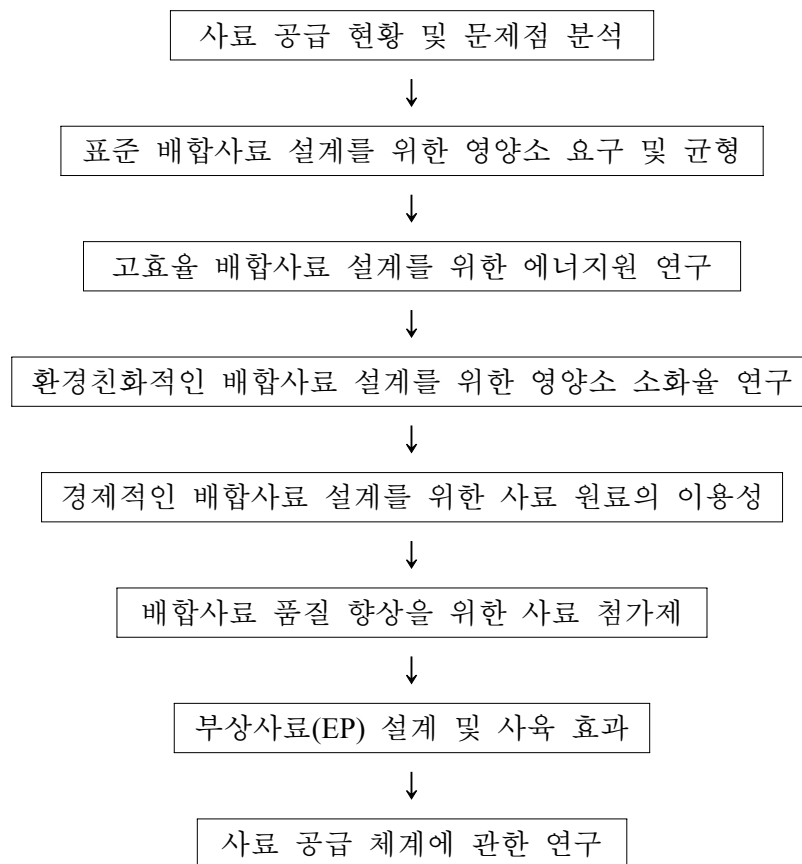 사료 공급 현황 및 문제점 분석
↓
표준 배합사료 설계를 위한 영양소 요구 및 균형
↓
고효율 배합사료 설계를 위한 에너지원 연구
↓
환경친화적인 배합사료 설계를 위한 영양소 소화율 연구
↓
경제적인 배합사료 설계를 위한 사료 원료의 이용성
↓
배합사료 품질 향상을 위한 사료 첨가제
↓
부상사료(EP) 설계 및 사육 효과
↓
사료 공급 체계에 관한 연구